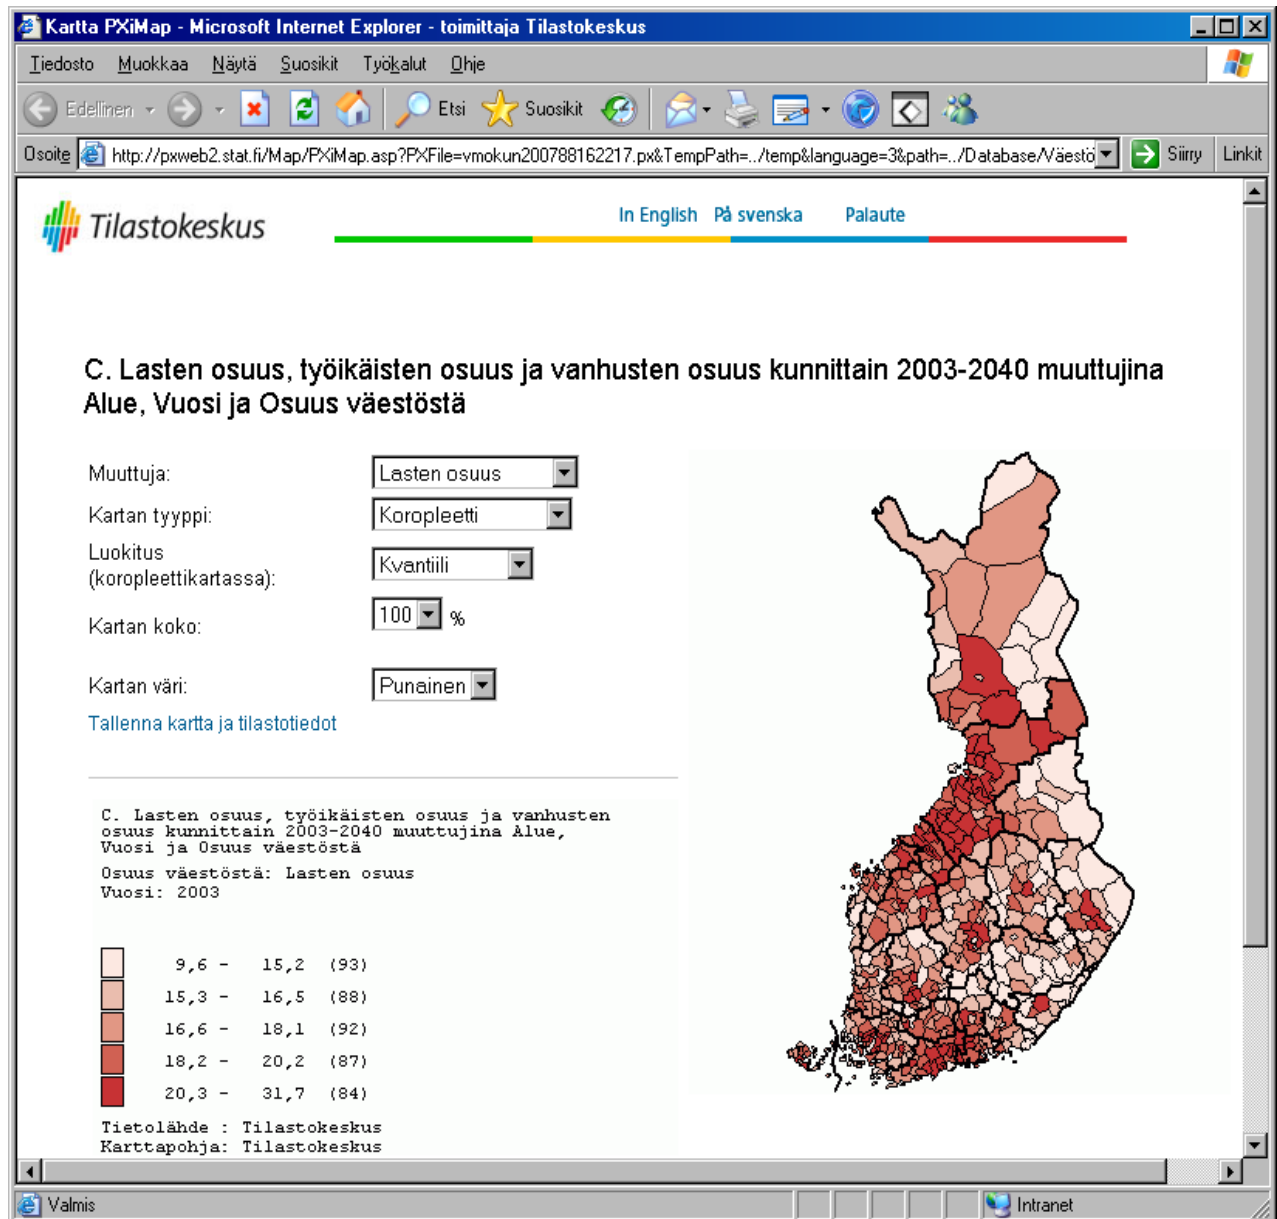 Kartta PXiMap - Microsoft Internet Explorer - toimittaja Tilastokeskus
Tiedosto Muokkaa Näytä Suosikit Työkalut Ohje
Edellinen Etsi Suosikit
Osoite http://pxweb2.stat.fi/Map/PXiMap.asp?PXFile=vmokun200788162217.px&TempPath=../temp&language=3&path=../Database/Väestö Siirry Linkit
Tilastokeskus
In English På svenska Palaute
C. Lasten osuus, työikäisten osuus ja vanhusten osuus kunnittain 2003-2040 muuttujina
Alue, Vuosi ja Osuus väestöstä
Muuttuja: Lasten osuus
Kartan tyyppi: Koropleetti
Luokitus
(koropleettikartassa): Kvantiili
Kartan koko: 100 %
Kartan väri: Punainen
Tallenna kartta ja tilastotiedot
C. Lasten osuus, työikäisten osuus ja vanhusten
osuus kunnittain 2003-2040 muuttujina Alue,
Vuosi ja Osuus väestöstä
Osuus väestöstä: Lasten osuus
Vuosi: 2003
9,6 - 15,2 (93)
15,3 - 16,5 (88)
16,6 - 18,1 (92)
18,2 - 20,2 (87)
20,3 - 31,7 (84)
Tietolähde : Tilastokeskus
Karttapohja: Tilastokeskus
Valmis Intranet